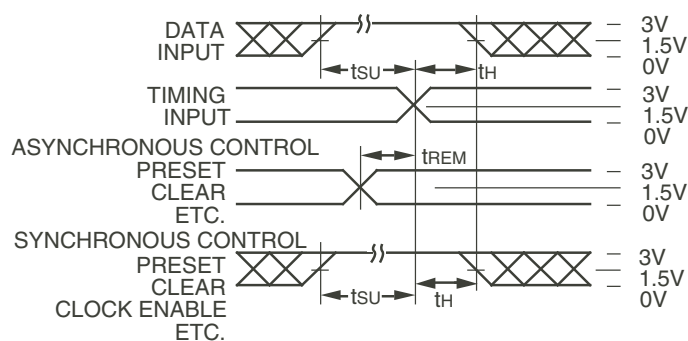 DATA
INPUT
tSU
tH
3V
1.5V
0V
TIMING
INPUT
3V
1.5V
0V
ASYNCHRONOUS CONTROL
PRESET
CLEAR
ETC.
tREM
3V
1.5V
0V
SYNCHRONOUS CONTROL
PRESET
CLEAR
CLOCK ENABLE
ETC.
tSU
tH
3V
1.5V
0V